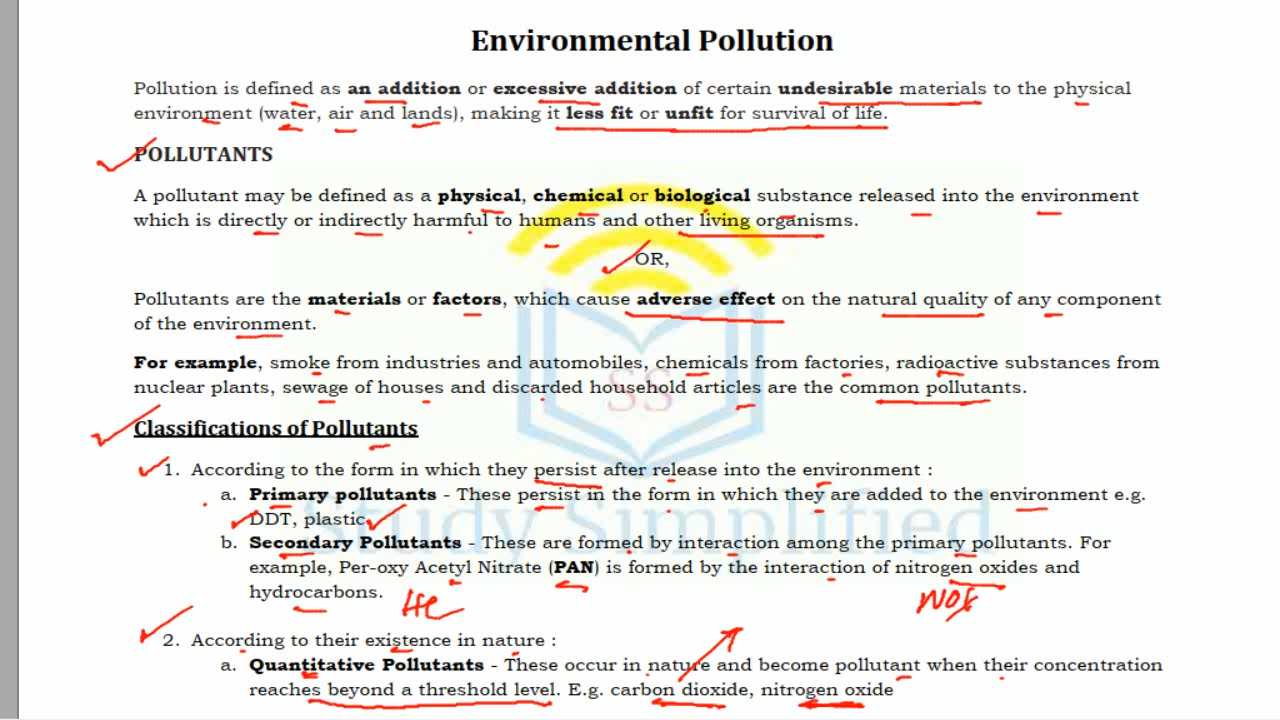 Environmental Pollution
Pollution is defined as an addition or excessive addition of certain undesirable materials to the physical
environment (water, air and lands), making it less fit or unfit for survival of life.
POLLUTANTS
A pollutant may be defined as a physical, chemical or biological substance released into the environment
which is directly or indirectly harmful to humans and other living organisms.
OR,
Pollutants are the materials or factors, which cause adverse effect on the natural quality of any component
of the environment.
For example, smoke from industries and automobiles, chemicals from factories, radioactive substances from
nuclear plants, sewage of houses and discarded household articles are the common pollutants.
SS
Classifications of Pollutants
1. According to the form in which they persist after release into the environment :
a. Primary pollutants - These persist in the form in which they are added to the environment e.g.
DDT, plastic
Study Simplified
b. Secondary Pollutants - These are formed by interaction among the primary pollutants. For
example, Per-oxy Acetyl Nitrate (PAN) is formed by the interaction of nitrogen oxides and
hydrocarbons.
HC NOx
2. According to their existence in nature :
a. Quantitative Pollutants - These occur in nature and become pollutant when their concentration
reaches beyond a threshold level. E.g. carbon dioxide, nitrogen oxide